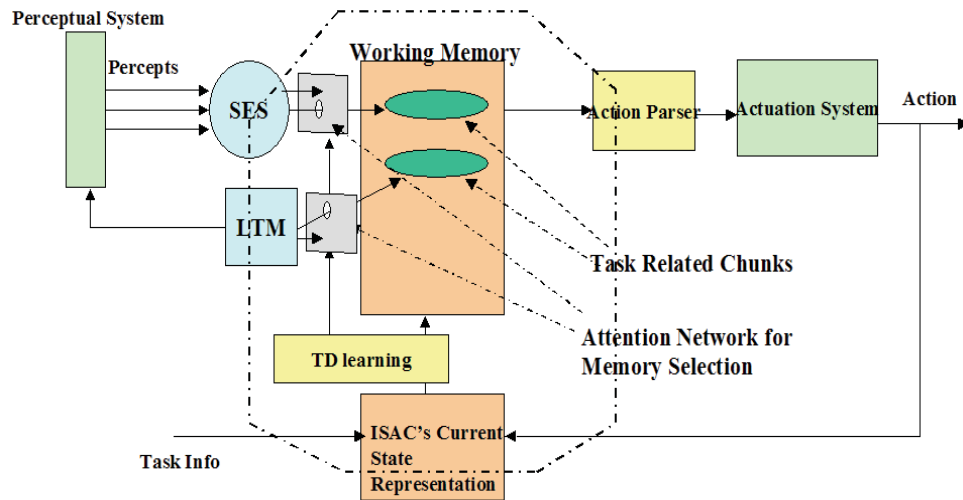 Perceptual System
Percepts
Working Memory
SES
Action Parser
Actuation System
Action
LTM
Task Related Chunks
Attention Network for
Memory Selection
TD learning
ISAC's Current
State
Representation
Task Info